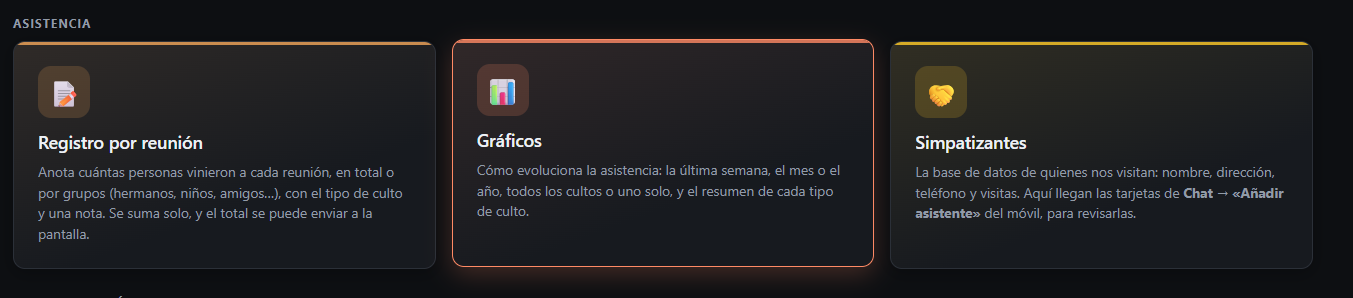 ASISTENCIA
Registro por reunión
Anota cuántas personas vinieron a cada reunión, en total o
por grupos (hermanos, niños, amigos...), con el tipo de culto
y una nota. Se suma solo, y el total se puede enviar a la
pantalla.
Gráficos
Cómo evoluciona la asistencia: la última semana, el mes o el
año, todos los cultos o uno solo, y el resumen de cada tipo
de culto.
Simpatizantes
La base de datos de quienes nos visitan: nombre, dirección,
teléfono y visitas. Aquí llegan las tarjetas de Chat → «Añadir
asistente» del móvil, para revisarlas.